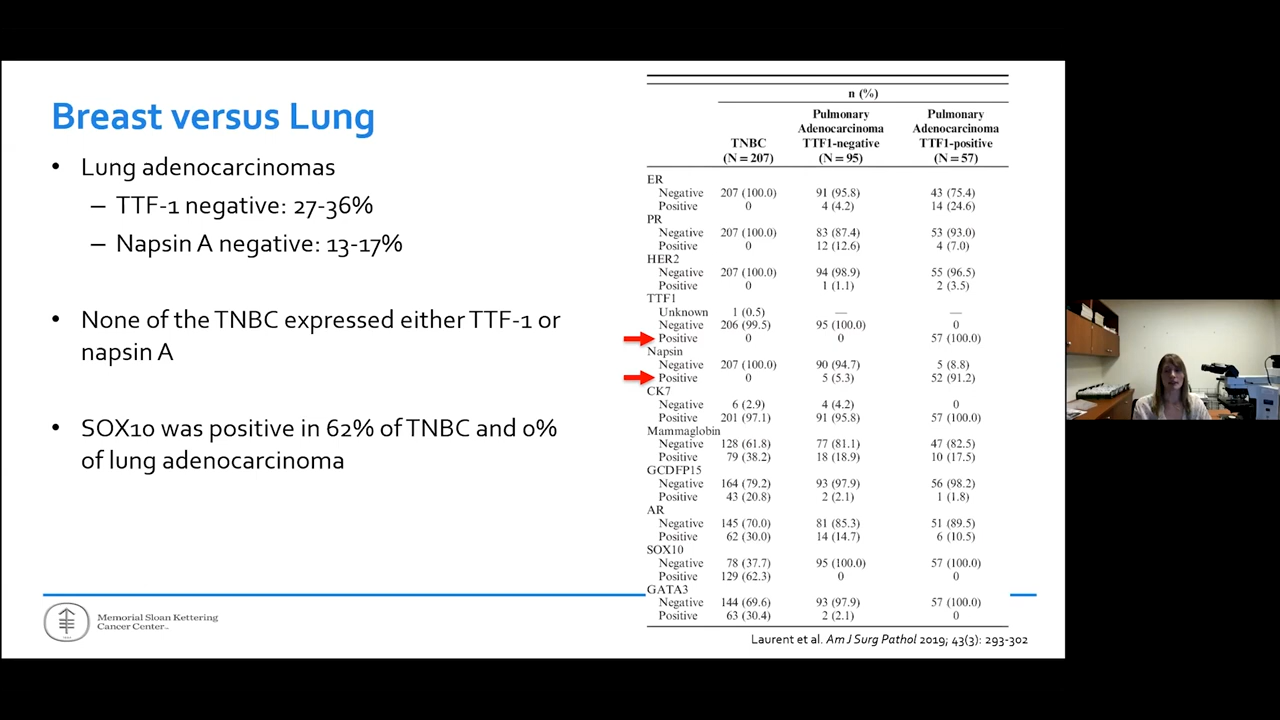 Breast versus Lung
• Lung adenocarcinomas
– TTF-1 negative: 27-36%
– Napsin A negative: 13-17%
• None of the TNBC expressed either TTF-1 or
napsin A
• SOX10 was positive in 62% of TNBC and 0%
of lung adenocarcinoma
n (%)
TNBC (N = 207) Pulmonary Adenocarcinoma TTF1-negative (N = 95) Pulmonary Adenocarcinoma TTF1-positive (N = 57)
ER
Negative 207 (100.0) 91 (95.8) 43 (75.4)
Positive 0 4 (4.2) 14 (24.6)
PR
Negative 207 (100.0) 83 (87.4) 53 (93.0)
Positive 0 12 (12.6) 4 (7.0)
HER2
Negative 207 (100.0) 94 (98.9) 55 (96.5)
Positive 0 1 (1.1) 2 (3.5)
TTF1
Unknown 1 (0.5) — —
Negative 206 (99.5) 95 (100.0) 0
Positive 0 0 57 (100.0)
Napsin
Negative 207 (100.0) 90 (94.7) 5 (8.8)
Positive 0 5 (5.3) 52 (91.2)
CK7
Negative 6 (2.9) 4 (4.2) 0
Positive 201 (97.1) 91 (95.8) 57 (100.0)
Mammaglobin
Negative 128 (61.8) 77 (81.1) 47 (82.5)
Positive 79 (38.2) 18 (18.9) 10 (17.5)
GCDFP15
Negative 164 (79.2) 93 (97.9) 56 (98.2)
Positive 43 (20.8) 2 (2.1) 1 (1.8)
AR
Negative 145 (70.0) 81 (85.3) 51 (89.5)
Positive 62 (30.0) 14 (14.7) 6 (10.5)
SOX10
Negative 78 (37.7) 95 (100.0) 57 (100.0)
Positive 129 (62.3) 0 0
GATA3
Negative 144 (69.6) 93 (97.9) 57 (100.0)
Positive 63 (30.4) 2 (2.1) 0
Memorial Sloan Kettering
Cancer Center
Laurent et al. Am J Surg Pathol 2019; 43(3): 293-302